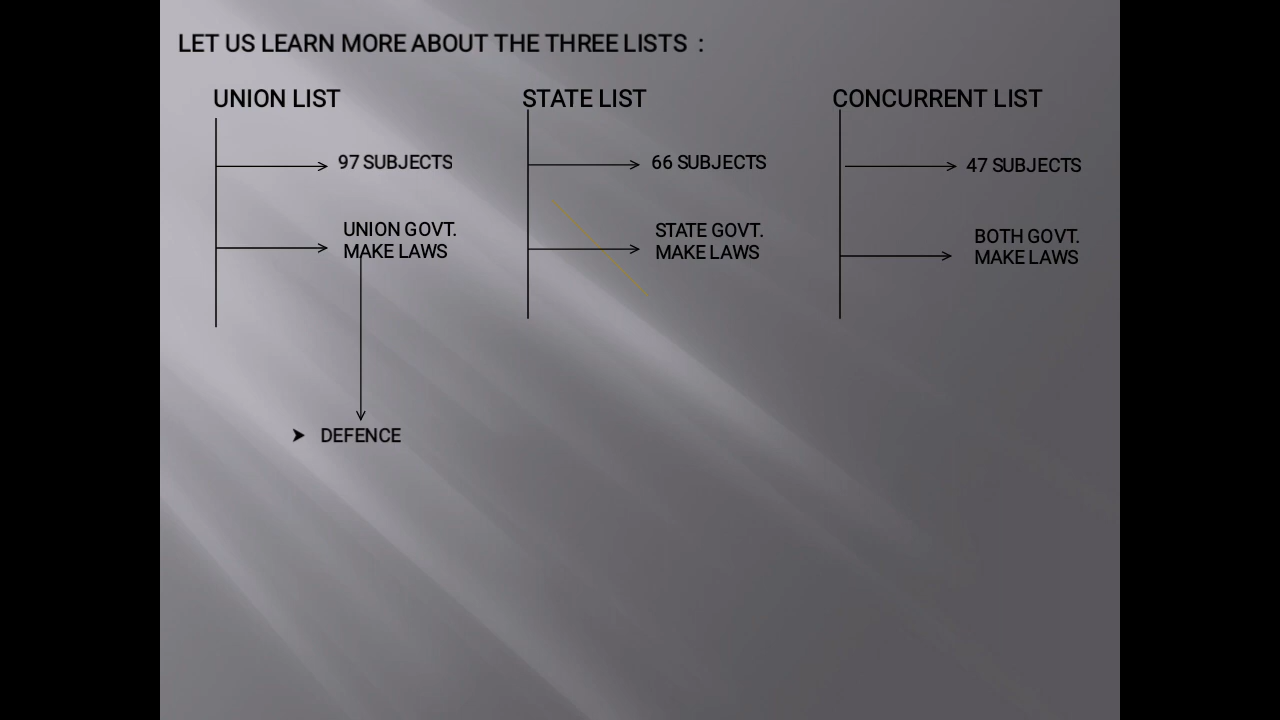 LET US LEARN MORE ABOUT THE THREE LISTS :
UNION LIST
97 SUBJECTS
UNION GOVT.
MAKE LAWS
DEFENCE
STATE LIST
66 SUBJECTS
STATE GOVT.
MAKE LAWS
CONCURRENT LIST
47 SUBJECTS
BOTH GOVT.
MAKE LAWS